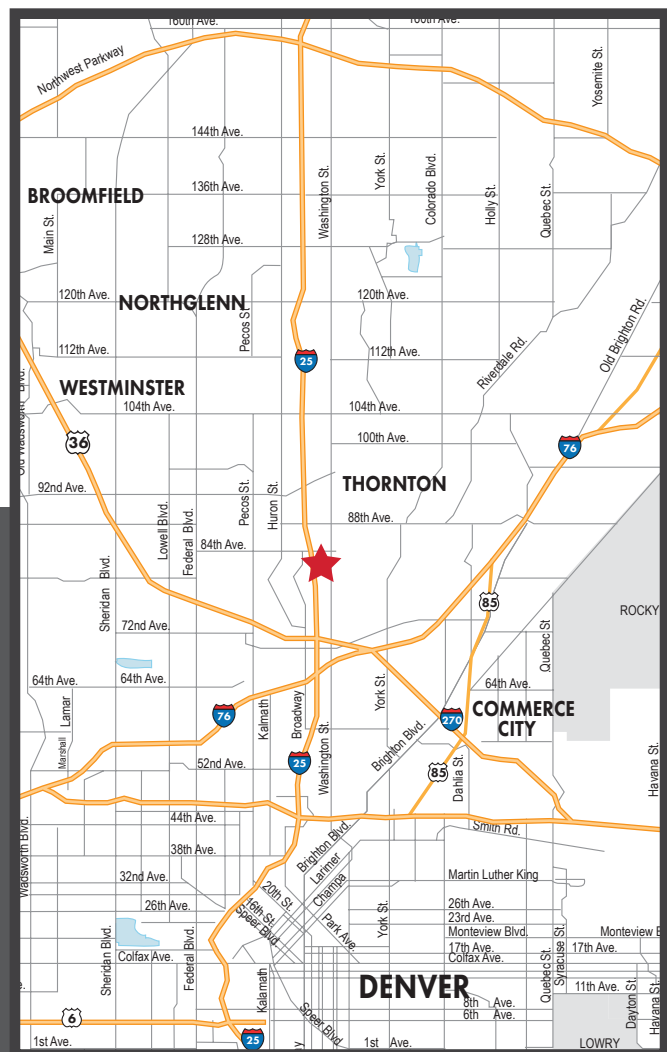 160th Ave.
160th Ave.
Northwest Parkway
Yosemite St.
144th Ave.
BROOMFIELD
136th Ave.
Washington St.
York St.
Colorado Blvd.
Holly St.
Quebec St.
Main St.
128th Ave.
120th Ave.
NORTHGLENN
120th Ave.
Pecos St.
Old Brighton Rd.
Riverdale Rd.
112th Ave.
25
112th Ave.
WESTMINSTER
Old Wadsworth Blvd.
104th Ave.
104th Ave.
36
100th Ave.
76
92nd Ave.
Pecos St.
Huron St.
THORNTON
Lowell Blvd.
Federal Blvd.
88th Ave.
84th Ave.
Sheridan Blvd.
85
72nd Ave.
ROCKY
Quebec St
64th Ave.
64th Ave.
64th Ave.
Lamar
Marshall
76
Kalmath
Broadway
Washington St.
York St.
270
COMMERCE
CITY
Brighton Blvd.
52nd Ave.
25
85
Dahlia St.
Havana St.
44th Ave.
Smith Rd.
Wadsworth Blvd.
38th Ave.
Brighton Blvd.
Larimer
Champa
32nd Ave.
20th St.
16th St.
Speer Blvd.
Park Ave.
Martin Luther King
26th Ave.
York St.
26th Ave.
23rd Ave.
Monteview Blvd.
Monteview E
17th Ave.
17th Ave.
Colfax Ave.
Colfax Ave.
Sheridan Blvd.
Federal Blvd.
Kalamath
DENVER
Quebec St.
Syracuse St.
11th Ave.
8th Ave.
6th Ave.
Dayton St.
Havana St.
6
Speer Blvd.
1st Ave.
25
1st Ave.
LOWRY